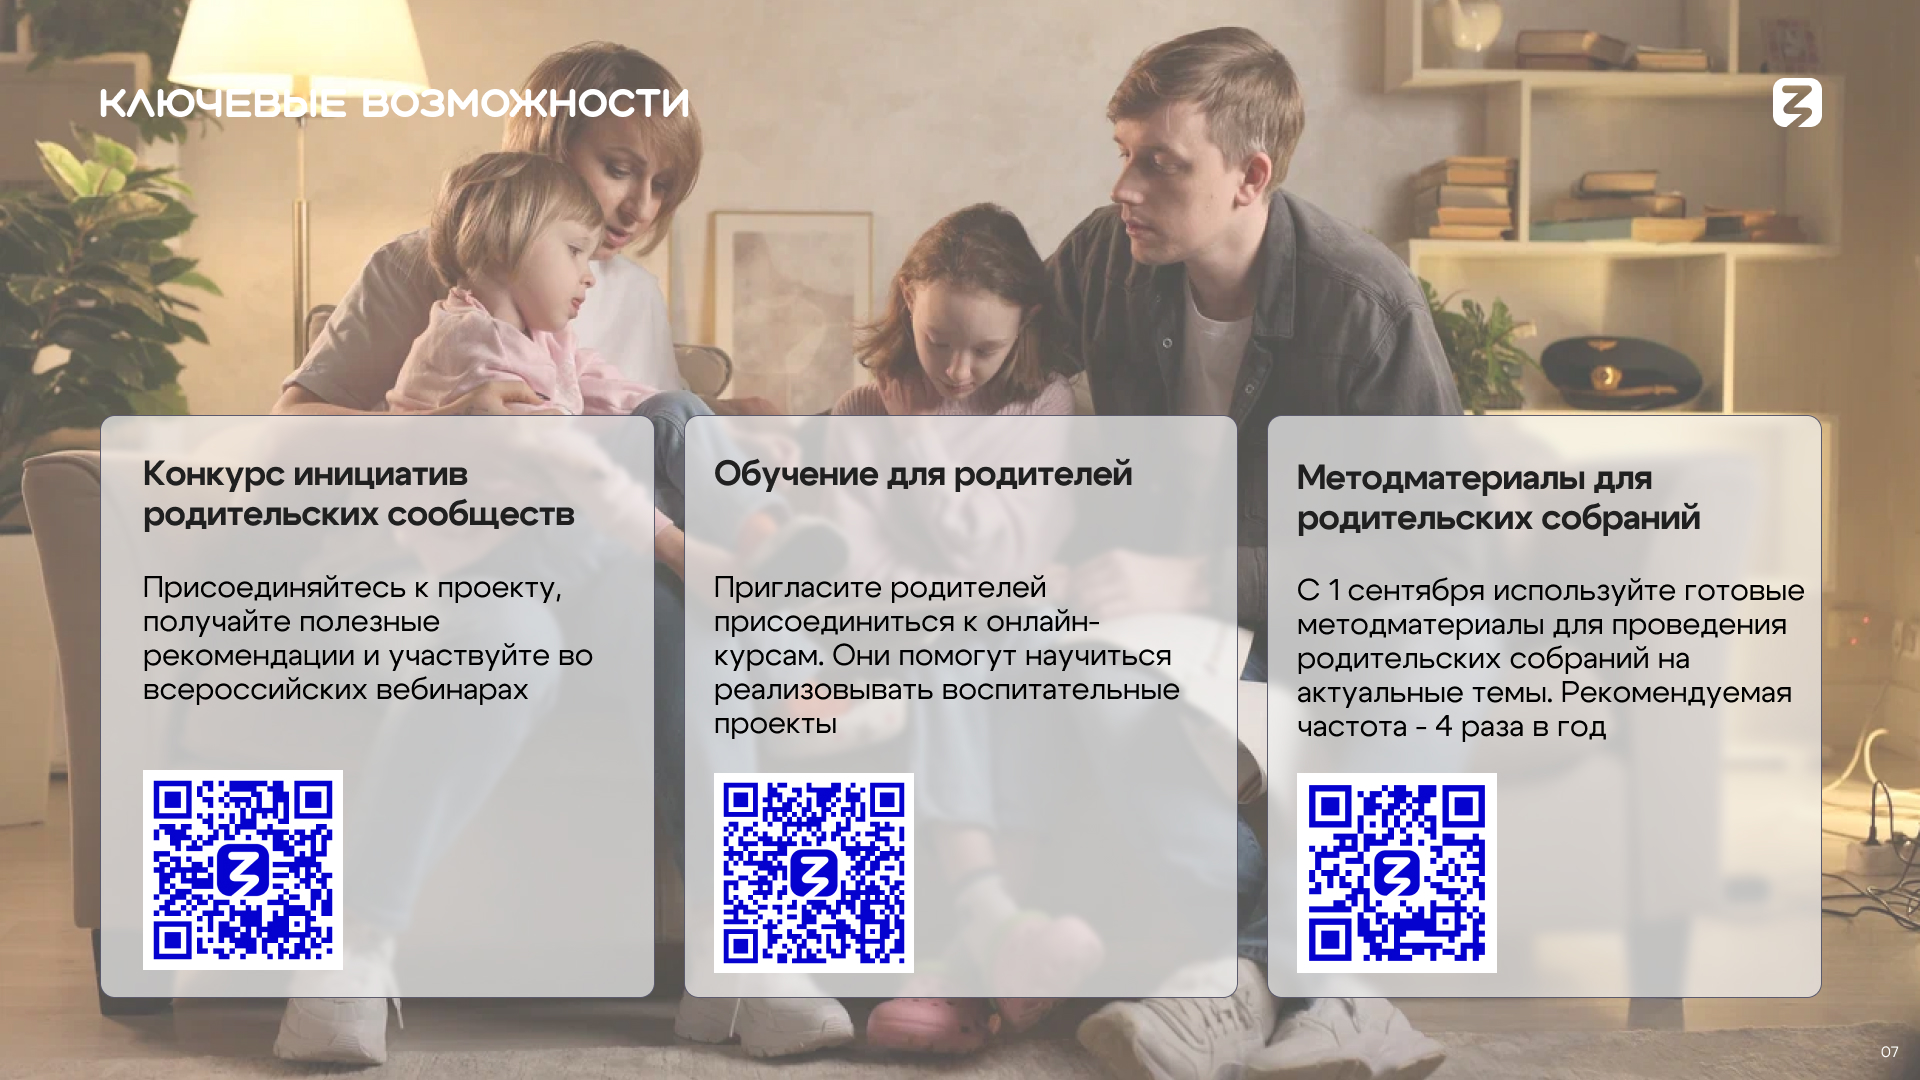 КЛЮЧЕВЫЕ ВОЗМОЖНОСТИ
Конкурс инициатив
родительских сообществ
Присоединяйтесь к проекту,
получайте полезные
рекомендации и участвуйте во
всероссийских вебинарах
Обучение для родителей
Пригласите родителей
присоединиться к онлайн-
курсам. Они помогут научиться
реализовывать воспитательные
проекты
Методматериалы для
родительских собраний
С 1 сентября используйте готовые
методматериалы для проведения
родительских собраний на
актуальные темы. Рекомендуемая
частота - 4 раза в год
07